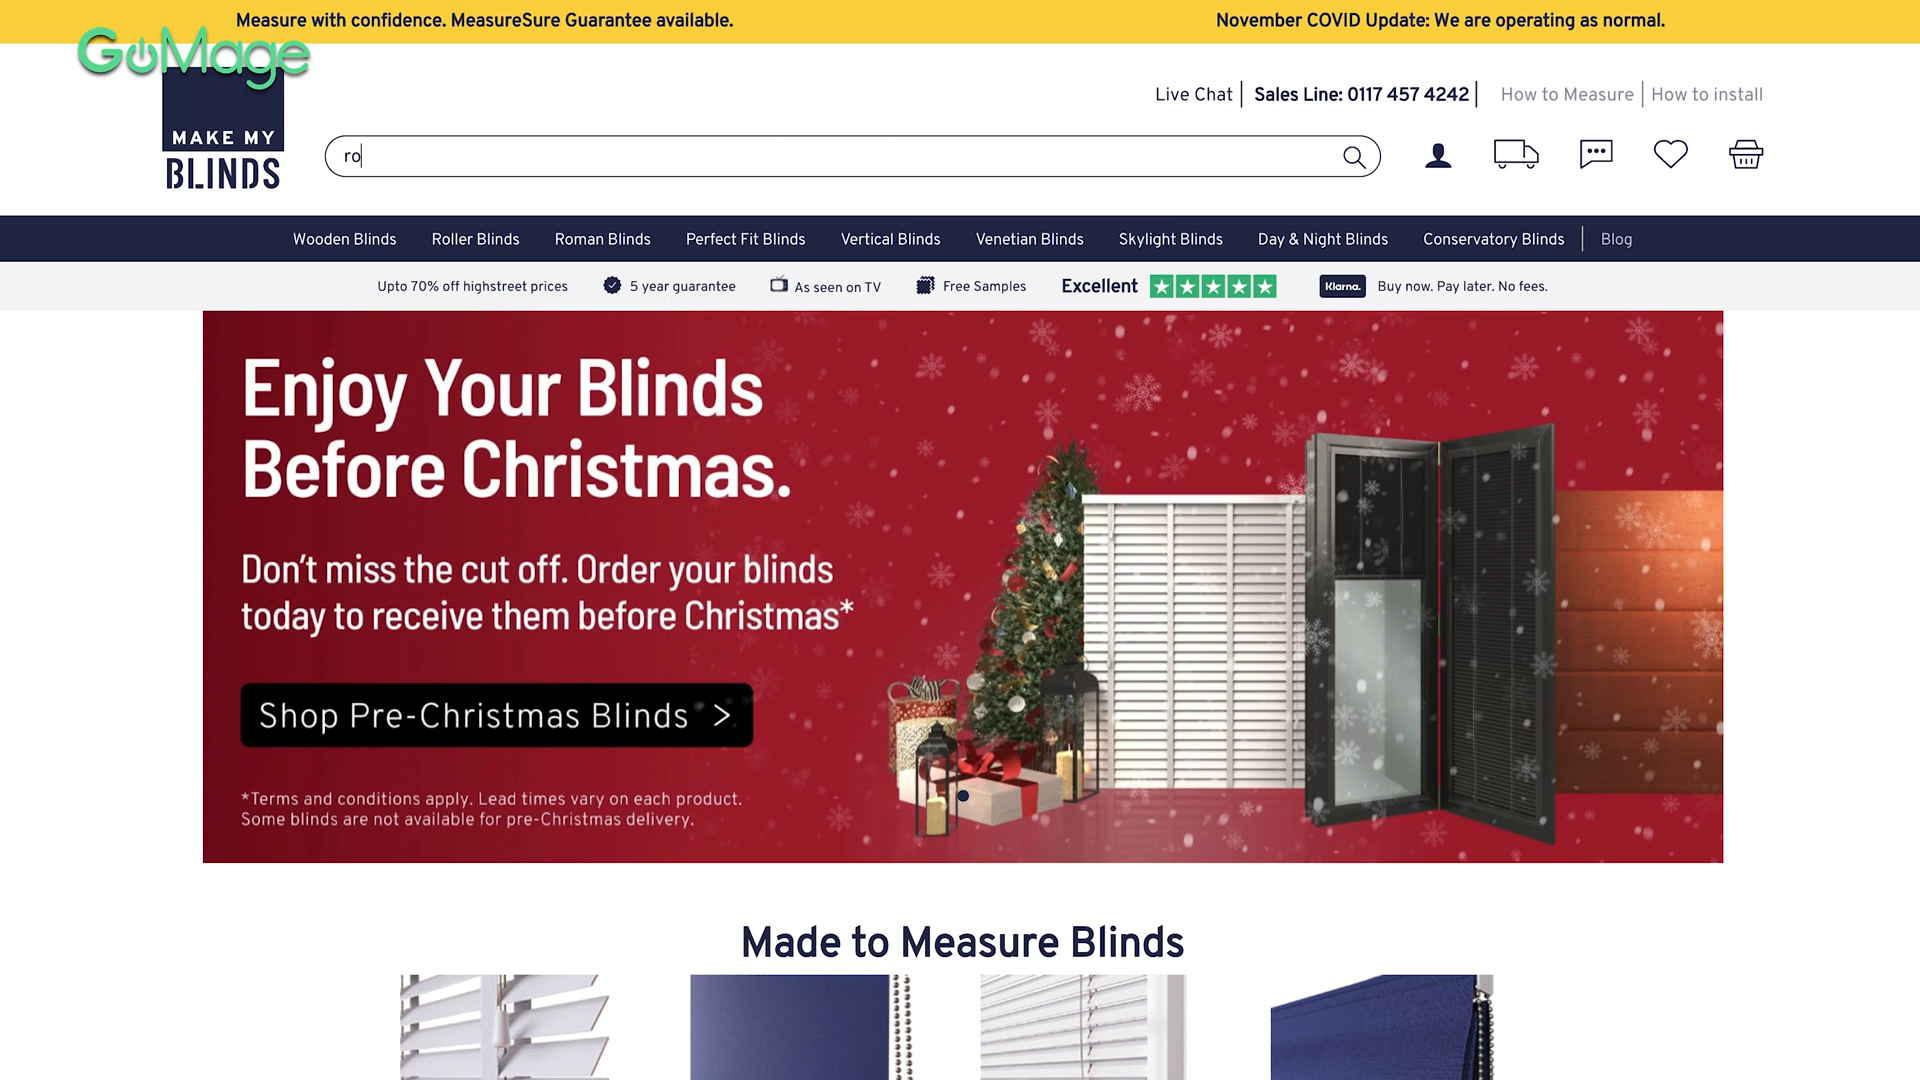 Measure with confidence. MeasureSure Guarantee available.
November COVID Update: We are operating as normal.
GoMage
Live Chat
Sales Line: 0117 457 4242
How to Measure
How to install
MAKE MY
BLINDS
ro
Wooden Blinds
Roller Blinds
Roman Blinds
Perfect Fit Blinds
Vertical Blinds
Venetian Blinds
Skylight Blinds
Day & Night Blinds
Conservatory Blinds
Blog
Upto 70% off highstreet prices
5 year guarantee
As seen on TV
Free Samples
Excellent
Klarna.
Buy now. Pay later. No fees.
Enjoy Your Blinds
Before Christmas.
Don't miss the cut off. Order your blinds
today to receive them before Christmas*
Shop Pre-Christmas Blinds >
*Terms and conditions apply. Lead times vary on each product.
Some blinds are not available for pre-Christmas delivery.
Made to Measure Blinds